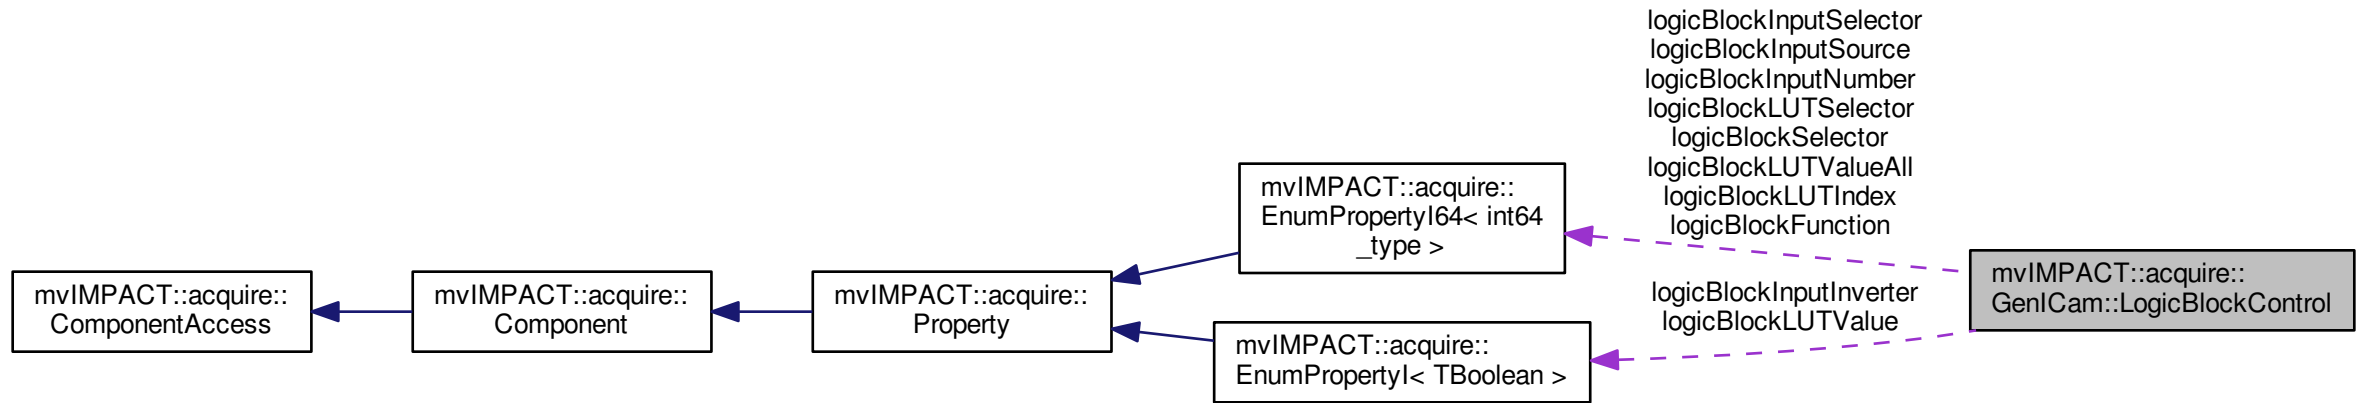 logicBlockInputSelector
logicBlockInputSource
logicBlockInputNumber
logicBlockLUTSelector
logicBlockSelector
logicBlockLUTValueAll
logicBlockLUTIndex
logicBlockFunction
mvIMPACT::acquire::
EnumPropertyI64< int64
_type >
mvIMPACT::acquire::
ComponentAccess
mvIMPACT::acquire::
Component
mvIMPACT::acquire::
Property
mvIMPACT::acquire::
GenICam::LogicBlockControl
logicBlockInputInverter
logicBlockLUTValue
mvIMPACT::acquire::
EnumPropertyI< TBoolean >